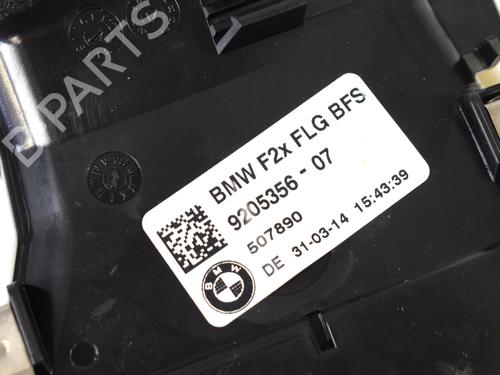 B-PARTS
BMW F2x FLG BFS
9205356 - 07
507890
DE 31-03-14 15:43:39
BMW